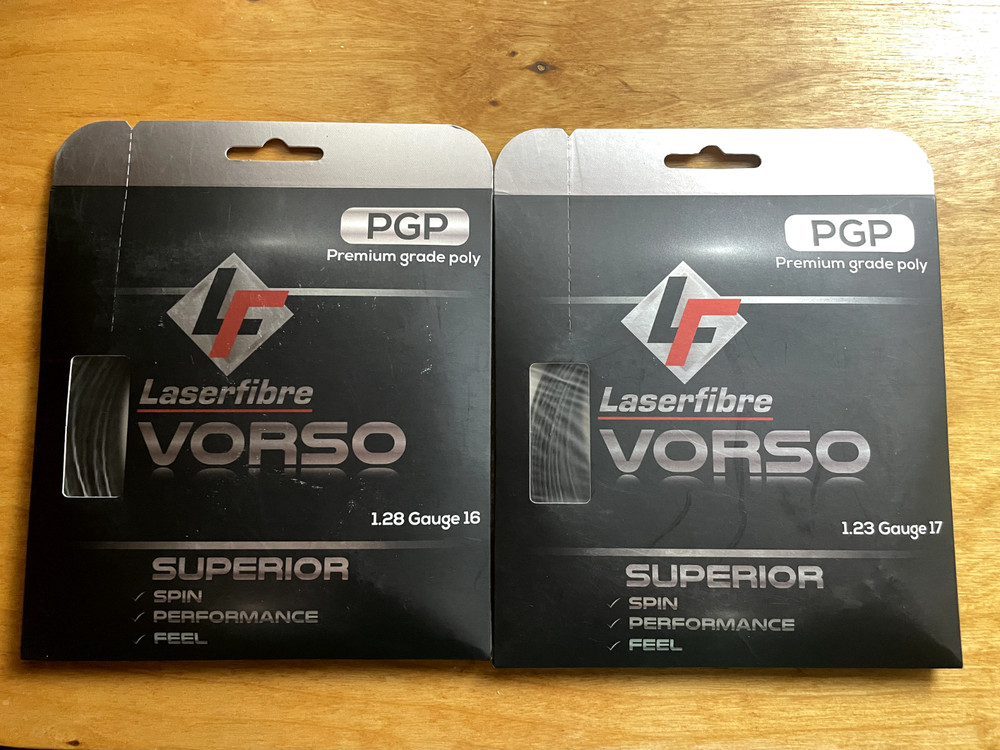 PGP
Premium grade poly
LF
Laserfibre
VORSO
1.28 Gauge 16
SUPERIOR
✓ SPIN
✓ PERFORMANCE
✓ FEEL
PGP
Premium grade poly
LF
Laserfibre
VORSO
1.23 Gauge 17
SUPERIOR
✓ SPIN
✓ PERFORMANCE
✓ FEEL